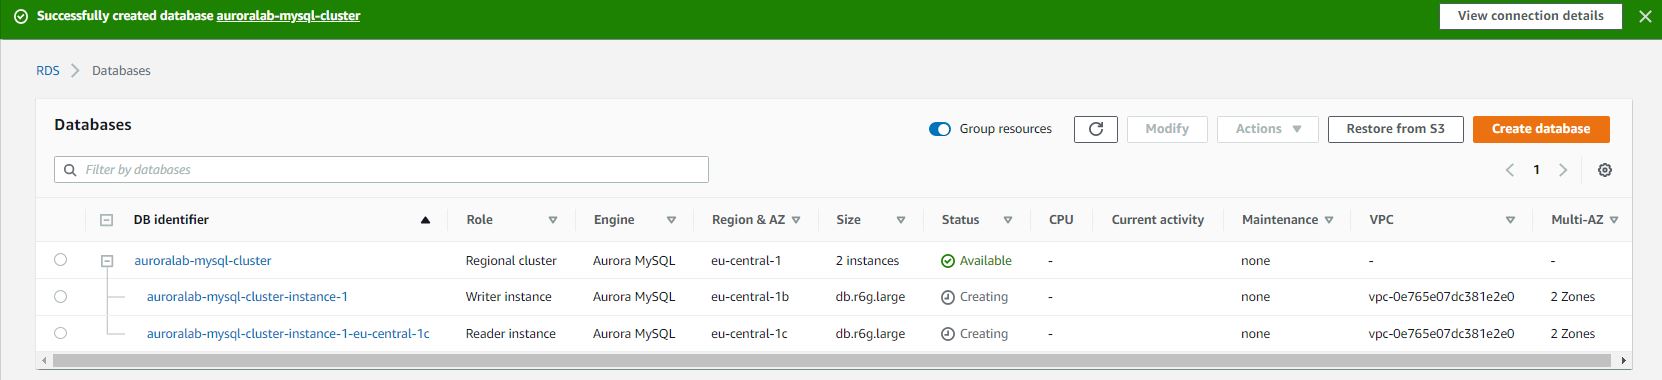 Successfully created database auroralab-mysql-cluster View connection details
RDS Databases
Databases Group resources Modify Actions Restore from S3 Create database
Filter by databases 1
DB identifier Role Engine Region & AZ Size Status CPU Current activity Maintenance VPC Multi-AZ
auroralab-mysql-cluster Regional cluster Aurora MySQL eu-central-1 2 instances Available - none - -
auroralab-mysql-cluster-instance-1 Writer instance Aurora MySQL eu-central-1b db.r6g.large Creating - none vpc-0e765e07dc381e2e0 2 Zones
auroralab-mysql-cluster-instance-1-eu-central-1c Reader instance Aurora MySQL eu-central-1c db.r6g.large Creating - none vpc-0e765e07dc381e2e0 2 Zones